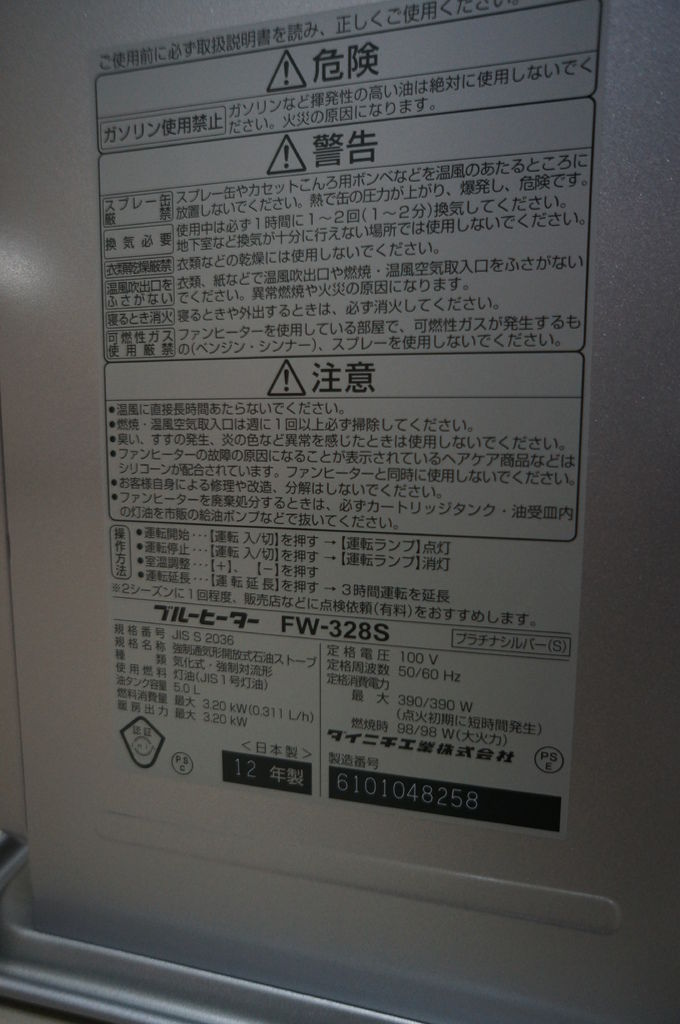 ご使用前に必ず取扱説明書を読み、正しくご使用ください。
危険
ガソリン使用禁止
ガソリンなど揮発性の高い油は絶対に使用しないでく
ださい。火災の原因になります。
警告
スプレー缶
厳禁
スプレー缶やカセットこんろ用ボンベなどを温風のあたるところに
放置しないでください。熱で缶の圧力が上がり、爆発し、危険です。
換気必要
使用中は必ず1時間に1〜2回(1〜2分)換気してください。
地下室など換気が十分に行えない場所では使用しないでください。
衣類乾燥厳禁
衣類などの乾燥には使用しないでください。
温風吹出口を
ふさがない
衣類、紙などで温風吹出口や燃焼・温風空気取入口をふさがない
でください。異常燃焼や火災の原因になります。
寝るとき消火
寝るときや外出するときは、必ず消火してください。
可燃性ガス
使用厳禁
ファンヒーターを使用している部屋で、可燃性ガスが発生するも
の(ベンジン・シンナー)、スプレーを使用しないでください。
注意
●温風に直接長時間あたらないでください。
●燃焼・温風空気取入口は週に1回以上必ず掃除してください。
●臭い、すすの発生、炎の色など異常を感じたときは使用しないでください。
●ファンヒーターの故障の原因になることが表示されているヘアケア商品などは
シリコーンが配合されています。ファンヒーターと同時に使用しないでください。
●お客様自身による修理や改造、分解はしないでください。
●ファンヒーターを廃棄処分するときは、必ずカートリッジタンク・油受皿内
の灯油を市販の給油ポンプなどで抜いてください。
操作方法
●運転開始…【運転 入/切】を押す → 【運転ランプ】点灯
●運転停止…【運転 入/切】を押す → 【運転ランプ】消灯
●室温調整…【+】、【−】を押す
●運転延長…【運転延長】を押す → 3時間運転を延長
※2シーズンに1回程度、販売店などに点検依頼(有料)をおすすめします。
ブルーヒーター FW-328S
プラチナシルバー(S)
規格番号 JIS S 2036
規格名称 強制通気形開放式石油ストーブ
種類 気化式・強制対流形
使用燃料 灯油(JIS1号灯油)
油タンク容量 5.0 L
燃料消費量 最大 3.20 kW(0.311 L/h)
暖房出力 最大 3.20 kW
認証
PS
C
<日本製>
12 年製
定格電圧 100 V
定格周波数 50/60 Hz
定格消費電力
最大 390/390 W
(点火初期に短時間発生)
燃焼時 98/98 W(大火力)
ダイニチ工業株式会社
PS
E
製造番号
6101048258